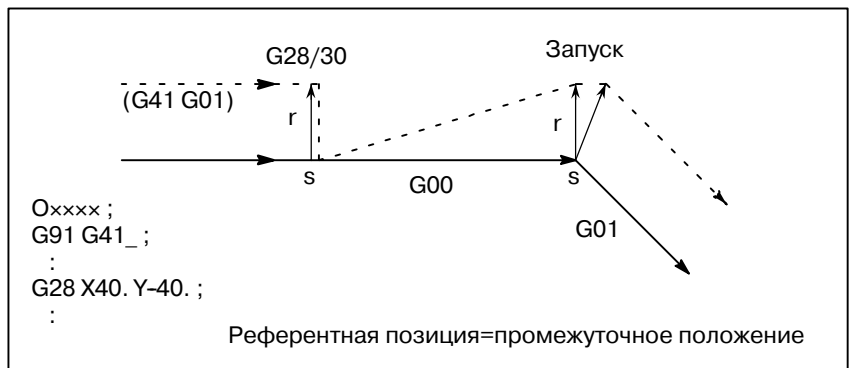 G28/30
Запуск
(G41 G01)
r
r
s
G00
s
G01
O×××× ;
G91 G41_ ;
:
G28 X40. Y-40. ;
:
Референтная позиция=промежуточное положение